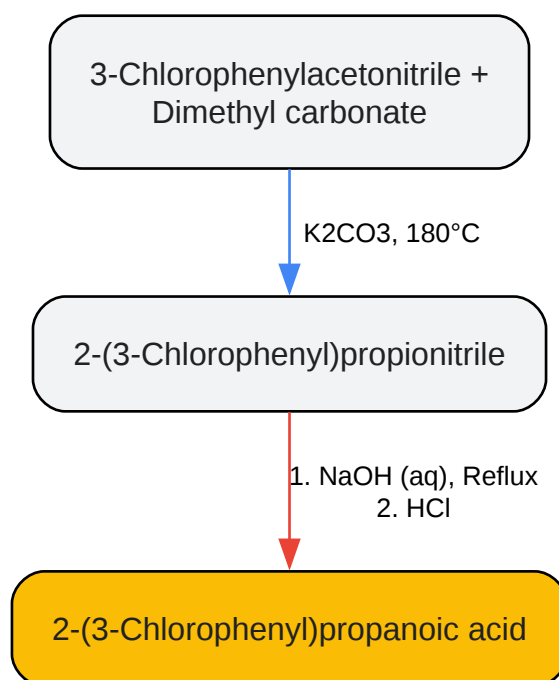 3-Chlorophenylacetonitrile +
Dimethyl carbonate
K2CO3, 180°C
2-(3-Chlorophenyl)propionitrile
1. NaOH (aq), Reflux
2. HCl
2-(3-Chlorophenyl)propanoic acid